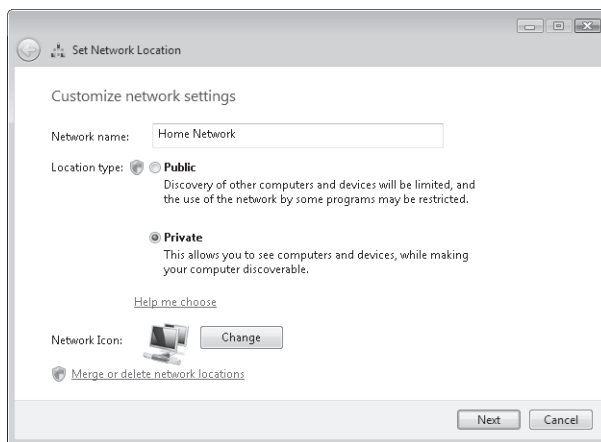 Set Network Location
Customize network settings
Network name: Home Network
Location type: Public
Discovery of other computers and devices will be limited, and
the use of the network by some programs may be restricted.
Private
This allows you to see computers and devices, while making
your computer discoverable.
Help me choose
Network Icon: Change
Merge or delete network locations
Next Cancel